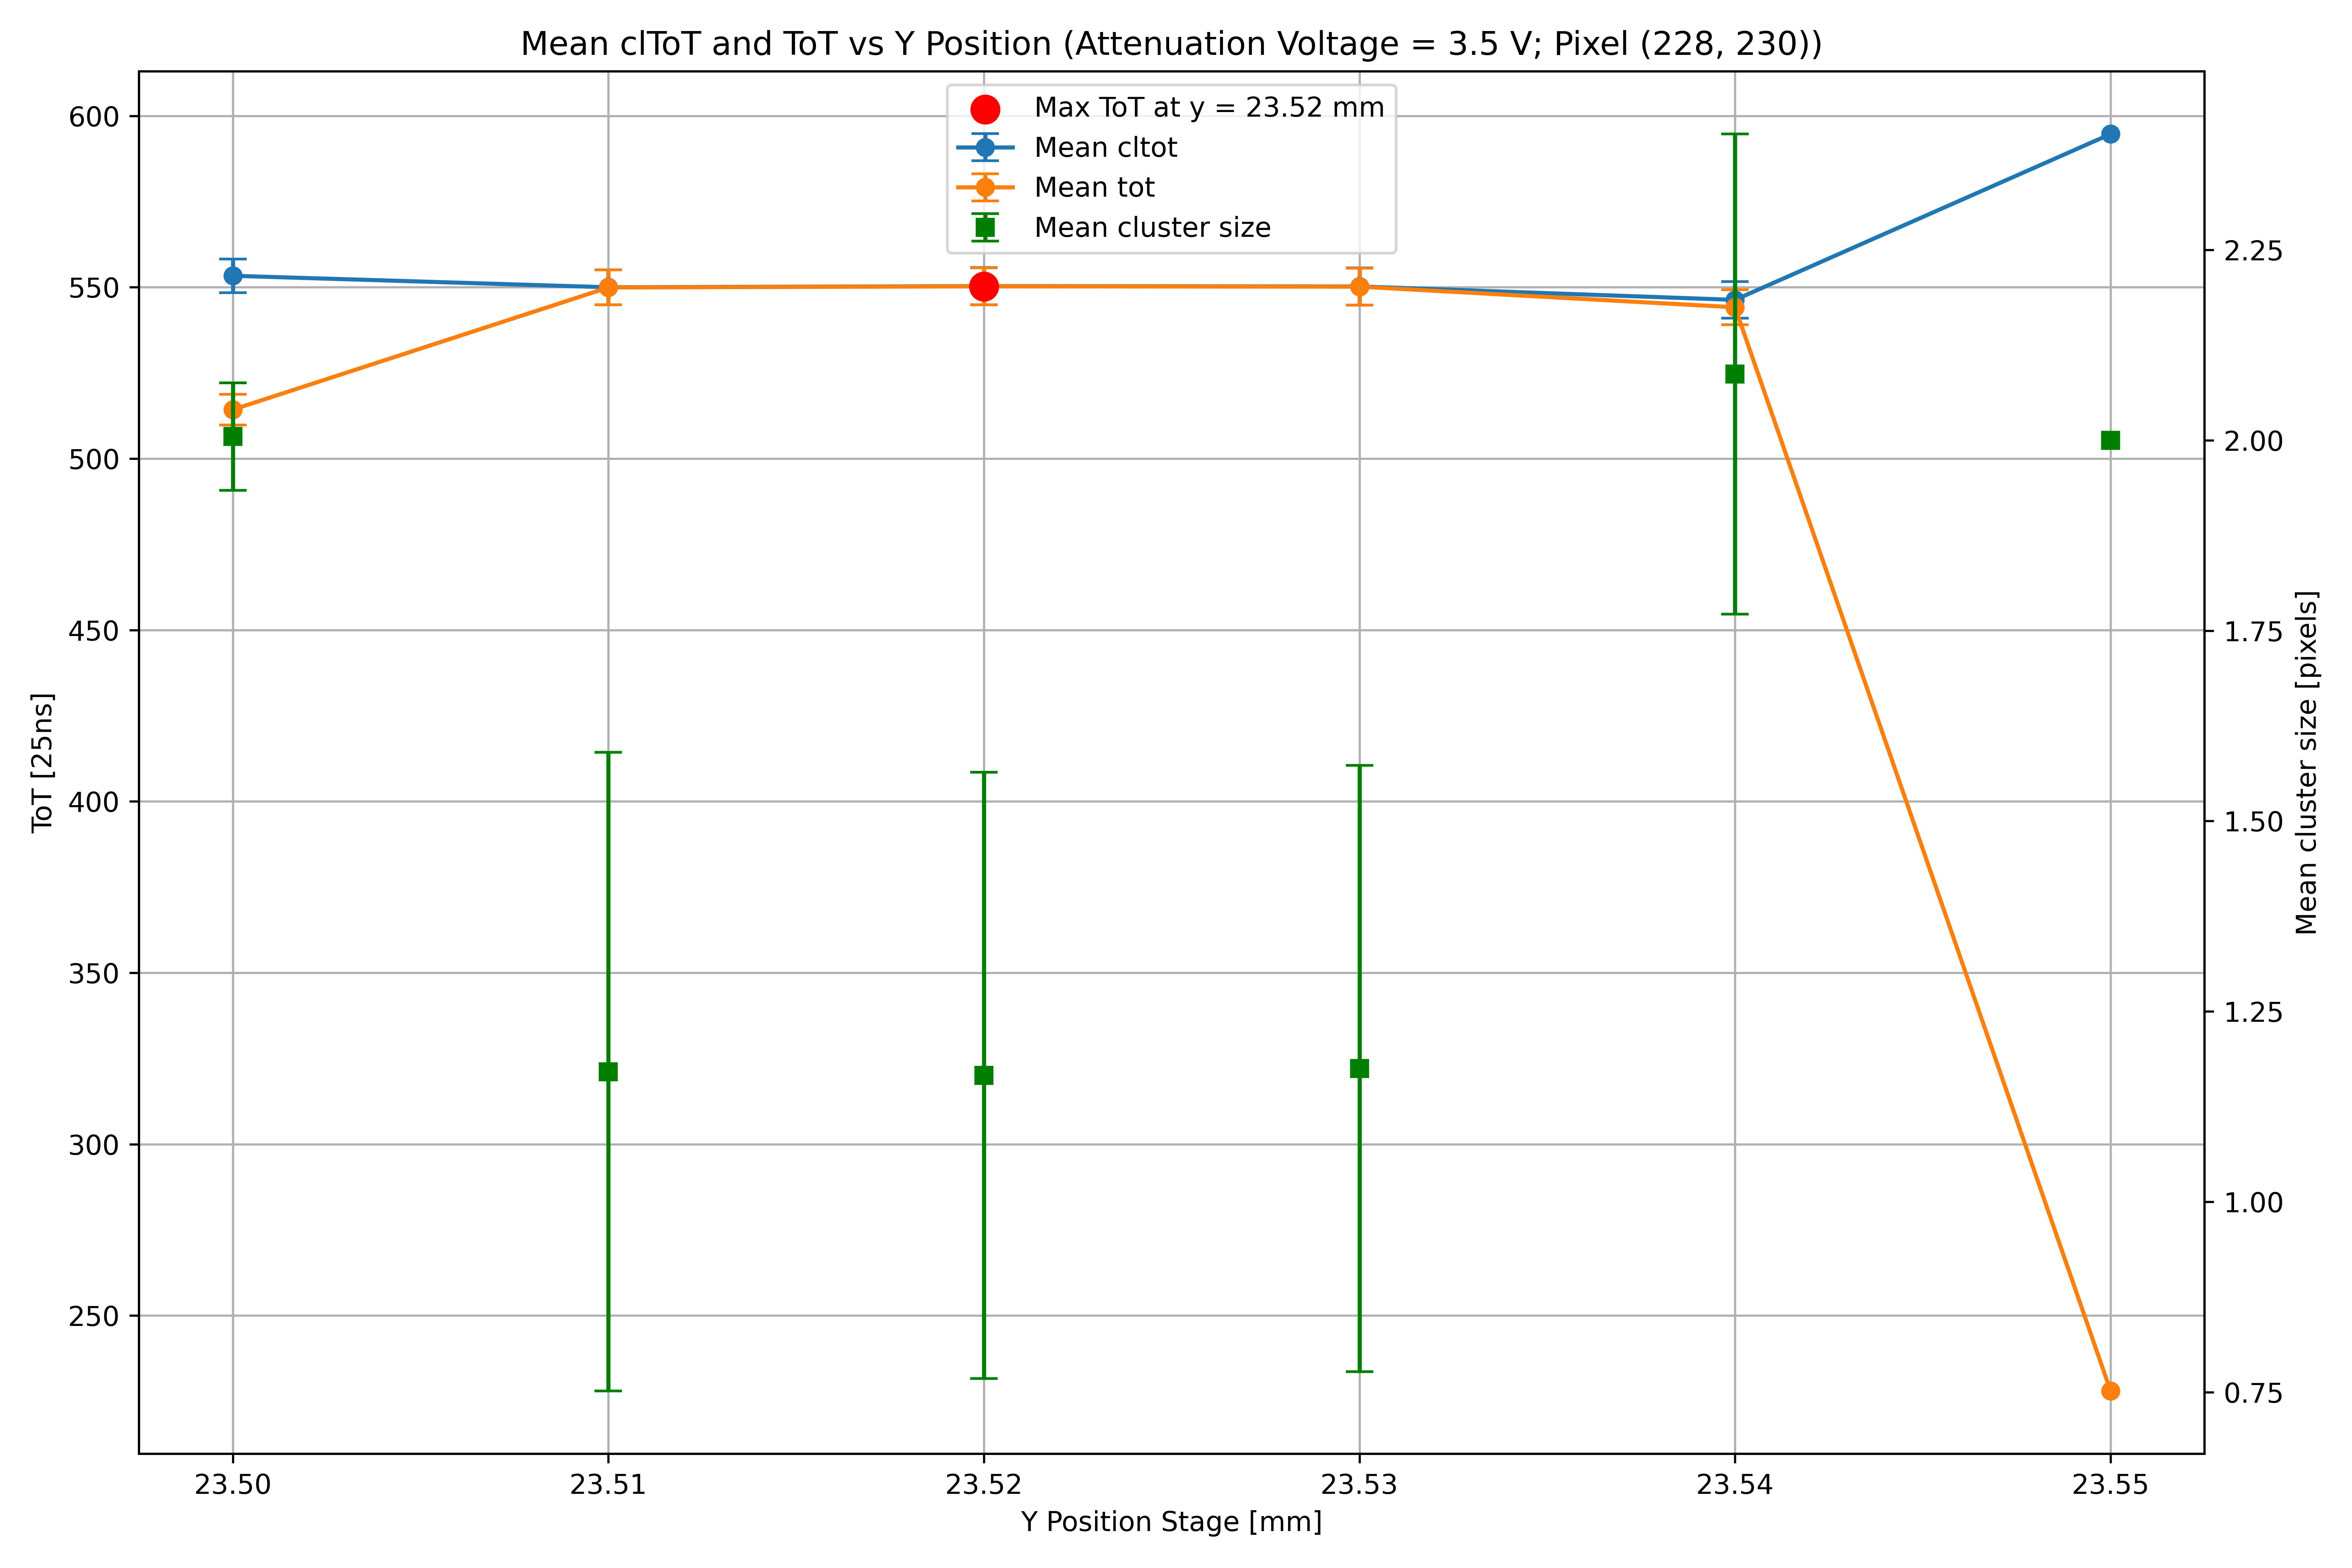 Mean clToT and ToT vs Y Position (Attenuation Voltage = 3.5 V; Pixel (228, 230))
Max ToT at y = 23.52 mm
Mean cltot
Mean tot
Mean cluster size
600
550
500
450
400
350
300
250
ToT [25ns]
2.25
2.00
1.75
1.50
1.25
1.00
0.75
Mean cluster size [pixels]
23.50
23.51
23.52
23.53
23.54
23.55
Y Position Stage [mm]